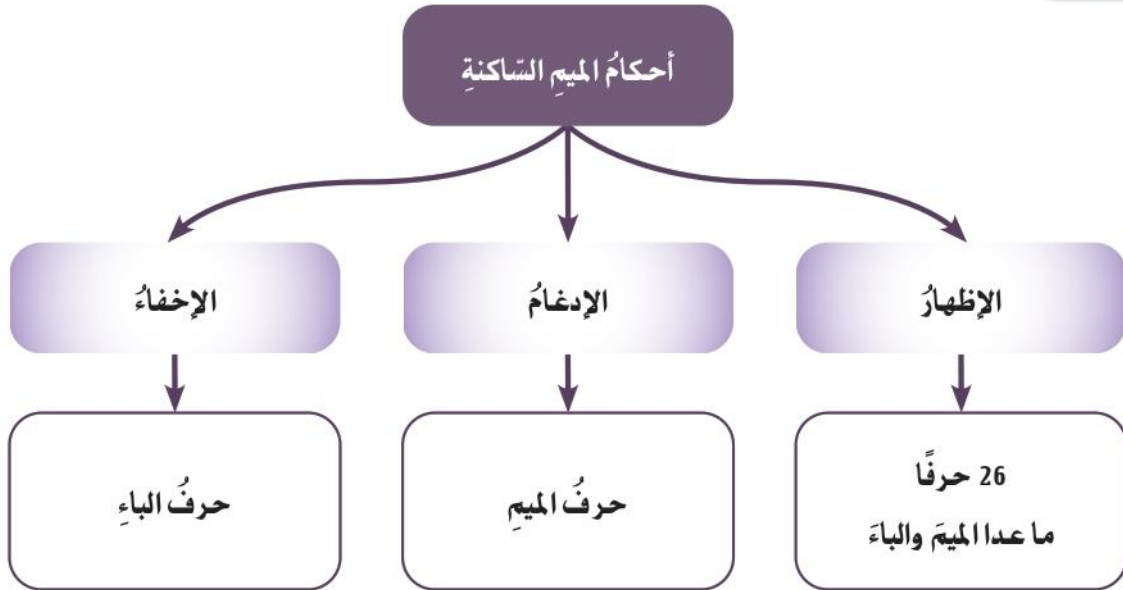 أحكامُ الميمِ السّاكنةِ
الإظهارُ
الإدغامُ
الإخفاءُ
26 حرفًا
ما عدا الميمَ والباءَ
حرفُ الميمِ
حرفُ الباءِ